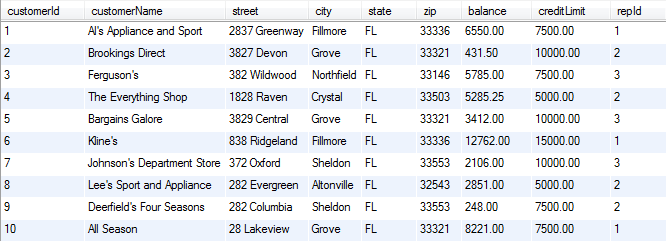 customerId customerName street city state zip balance creditLimit repId
1 Al's Appliance and Sport 2837 Greenway Fillmore FL 33336 6550.00 7500.00 1
2 Brookings Direct 3827 Devon Grove FL 33321 431.50 10000.00 2
3 Ferguson's 382 Wildwood Northfield FL 33146 5785.00 7500.00 3
4 The Everything Shop 1828 Raven Crystal FL 33503 5285.25 5000.00 2
5 Bargains Galore 3829 Central Grove FL 33321 3412.00 10000.00 3
6 Kline's 838 Ridgeland Fillmore FL 33336 12762.00 15000.00 1
7 Johnson's Department Store 372 Oxford Sheldon FL 33553 2106.00 10000.00 3
8 Lee's Sport and Appliance 282 Evergreen Altonville FL 32543 2851.00 5000.00 2
9 Deerfield's Four Seasons 282 Columbia Sheldon FL 33553 248.00 7500.00 2
10 All Season 28 Lakeview Grove FL 33321 8221.00 7500.00 1